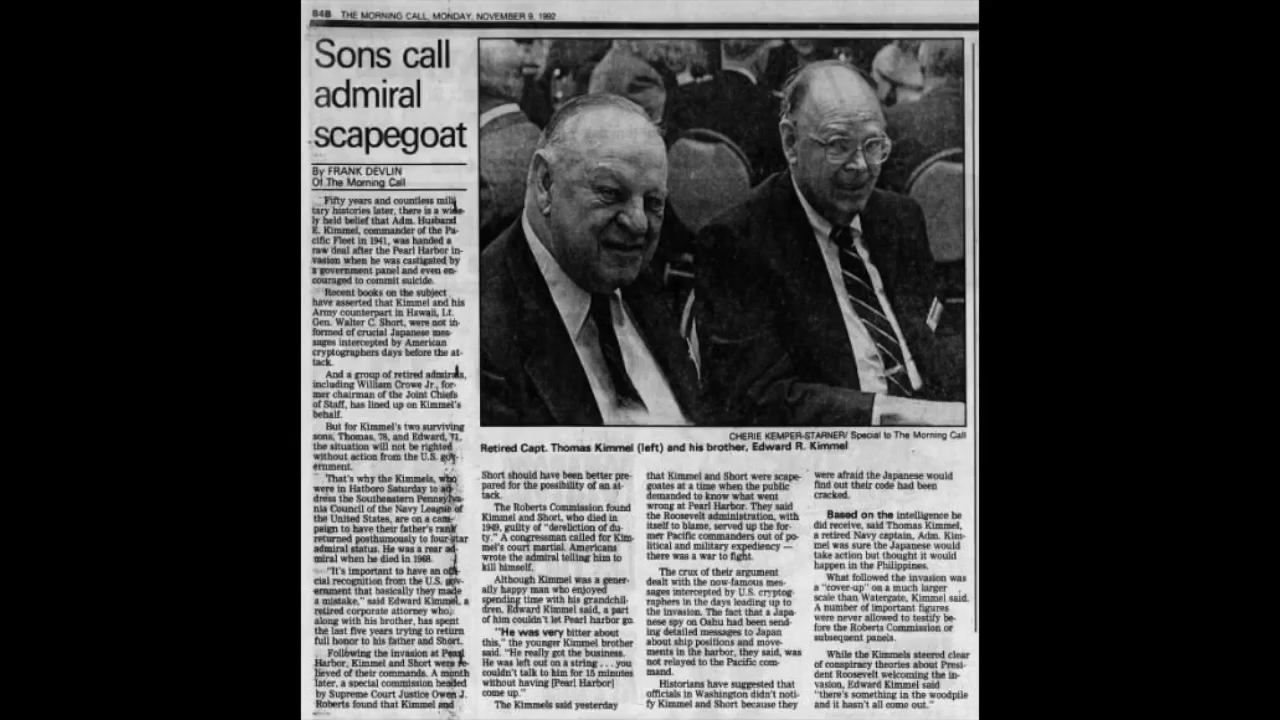 S4B THE MORNING CALL, MONDAY, NOVEMBER 9, 1992
Sons call
admiral
scapegoat
By FRANK DEVLIN
Of The Morning Call
Fifty years and countless mili-
tary histories later, there is a wide-
ly held belief that Adm. Husband
E. Kimmel, commander of the Pa-
cific Fleet in 1941, was handed a
raw deal after the Pearl Harbor in-
vasion when he was castigated by
a government panel and even en-
couraged to commit suicide.
Recent books on the subject
have asserted that Kimmel and his
Army counterpart in Hawaii, Lt.
Gen. Walter C. Short, were not in-
formed of crucial Japanese mes-
sages intercepted by American
cryptographers days before the at-
tack.
And a group of retired admirals,
including William Crowe Jr., for-
mer chairman of the Joint Chiefs
of Staff, has lined up on Kimmel's
behalf.
But for Kimmel's two surviving
sons, Thomas, 78, and Edward, 71,
the situation will not be righted
without action from the U.S. gov-
ernment.
That's why the Kimmels, who
were in Hatboro Saturday to ad-
dress the Southeastern Pennsylva-
nia Council of the Navy League of
the United States, are on a cam-
paign to have their father's rank
returned posthumously to four-star
admiral status. He was a rear ad-
miral when he died in 1968.
"It's important to have an offi-
cial recognition from the U.S. gov-
ernment that basically they made
a mistake," said Edward Kimmel, a
retired corporate attorney who,
along with his brother, has spent
the last five years trying to return
full honor to his father and Short.
Following the invasion at Pearl
Harbor, Kimmel and Short were re-
lieved of their commands. A month
later, a special commission headed
by Supreme Court Justice Owen J.
Roberts found that Kimmel and
CHERIE KEMPER-STARNER/ Special to The Morning Call
Retired Capt. Thomas Kimmel (left) and his brother, Edward R. Kimmel
Short should have been better pre-
pared for the possibility of an at-
tack.
The Roberts Commission found
Kimmel and Short, who died in
1949, guilty of "dereliction of du-
ty." A congressman called for Kim-
mel's court martial. Americans
wrote the admiral telling him to
kill himself.
Although Kimmel was a gener-
ally happy man who enjoyed
spending time with his grandchil-
dren, Edward Kimmel said, a part
of him couldn't let Pearl harbor go.
"He was very bitter about
this," the younger Kimmel brother
said. "He really got the business.
He was left out on a string . . . you
couldn't talk to him for 15 minutes
without having [Pearl Harbor]
come up."
The Kimmels said yesterday
that Kimmel and Short were scape-
goates at a time when the public
demanded to know what went
wrong at Pearl Harbor. They said
the Roosevelt administration, with
itself to blame, served up the for-
mer Pacific commanders out of po-
litical and military expediency —
there was a war to fight.
The crux of their argument
dealt with the now-famous mes-
sages intercepted by U.S. cryptog-
raphers in the days leading up to
the invasion. The fact that a Japa-
nese spy on Oahu had been send-
ing detailed messages to Japan
about ship positions and move-
ments in the harbor, they said, was
not relayed to the Pacific com-
mand.
Historians have suggested that
officials in Washington didn't noti-
fy Kimmel and Short because they
were afraid the Japanese would
find out their code had been
cracked.
Based on the intelligence he
did receive, said Thomas Kimmel,
a retired Navy captain, Adm. Kim-
mel was sure the Japanese would
take action but thought it would
happen in the Philippines.
What followed the invasion was
a "cover-up" on a much larger
scale than Watergate, Kimmel said.
A number of important figures
were never allowed to testify be-
fore the Roberts Commission or
subsequent panels.
While the Kimmels steered clear
of conspiracy theories about Presi-
dent Roosevelt welcoming the in-
vasion, Edward Kimmel said
"there's something in the woodpile
and it hasn't all come out."